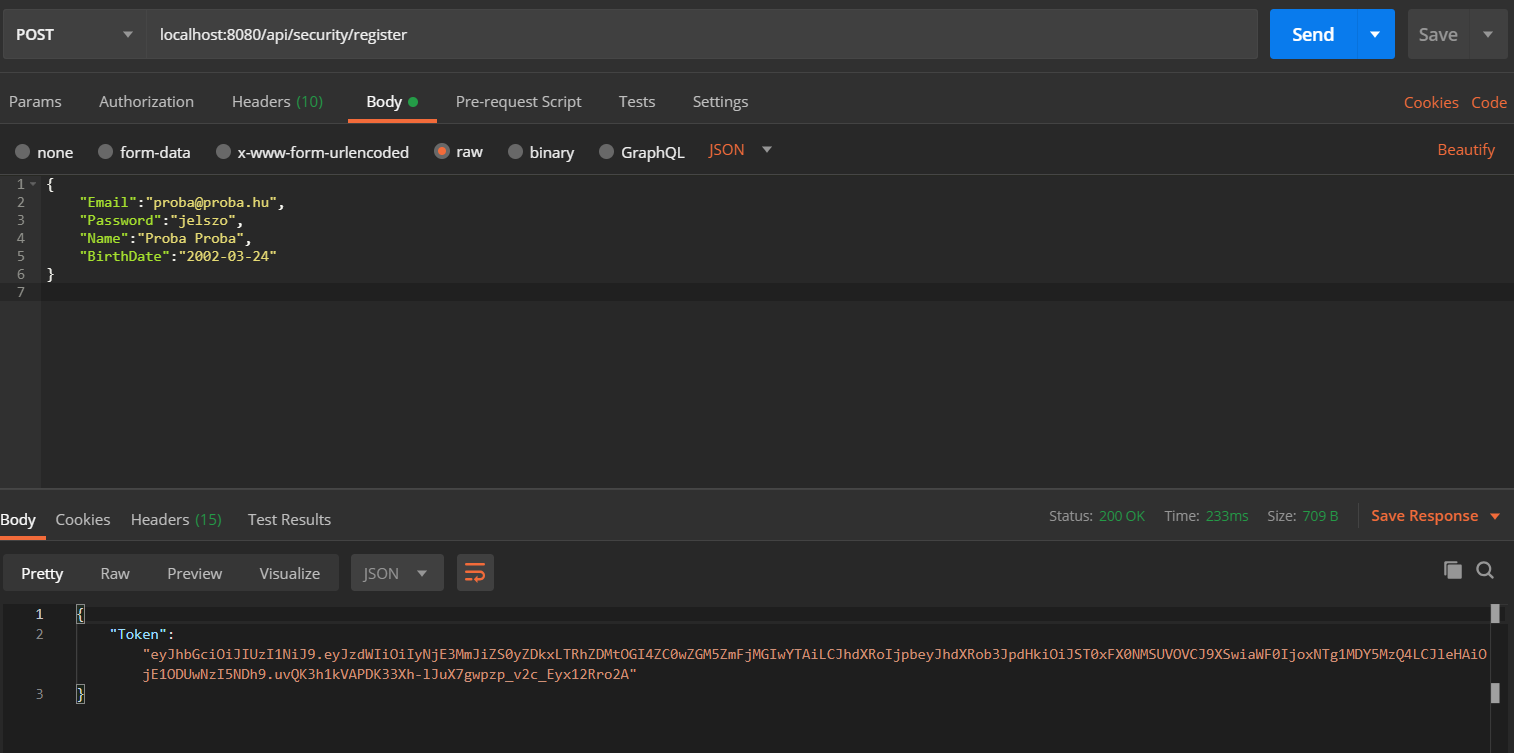 POST localhost:8080/api/security/register Send Save
Params Authorization Headers (10) Body Pre-request Script Tests Settings Cookies Code
none form-data x-www-form-urlencoded raw binary GraphQL JSON Beautify
1 {
2 "Email":"proba@proba.hu",
3 "Password":"jelszo",
4 "Name":"Proba Proba",
5 "BirthDate":"2002-03-24"
6 }
7
Body Cookies Headers (15) Test Results Status: 200 OK Time: 233ms Size: 709 B Save Response
Pretty Raw Preview Visualize JSON
1 {
2 "Token":
"eyJhbGciOiJIUzI1NiJ9.eyJzdWIiOiIyNjE3MmJiZS0yZDkxLTRhZDMtOGI4ZC0wZGM5ZmFjMGIwYTAiLCJhdXRoIjpbeyJhdXRob3JpdHkiOiJST0xFX0NMSUVOVCJ9XSwiaWF0IjoxNTg1MDY5MzQ4LCJleHAiO
jE1ODUwNzI5NDh9.uvQK3h1kVAPDK33Xh-lJuX7gwpzp_v2c_Eyx12Rro2A"
3 }